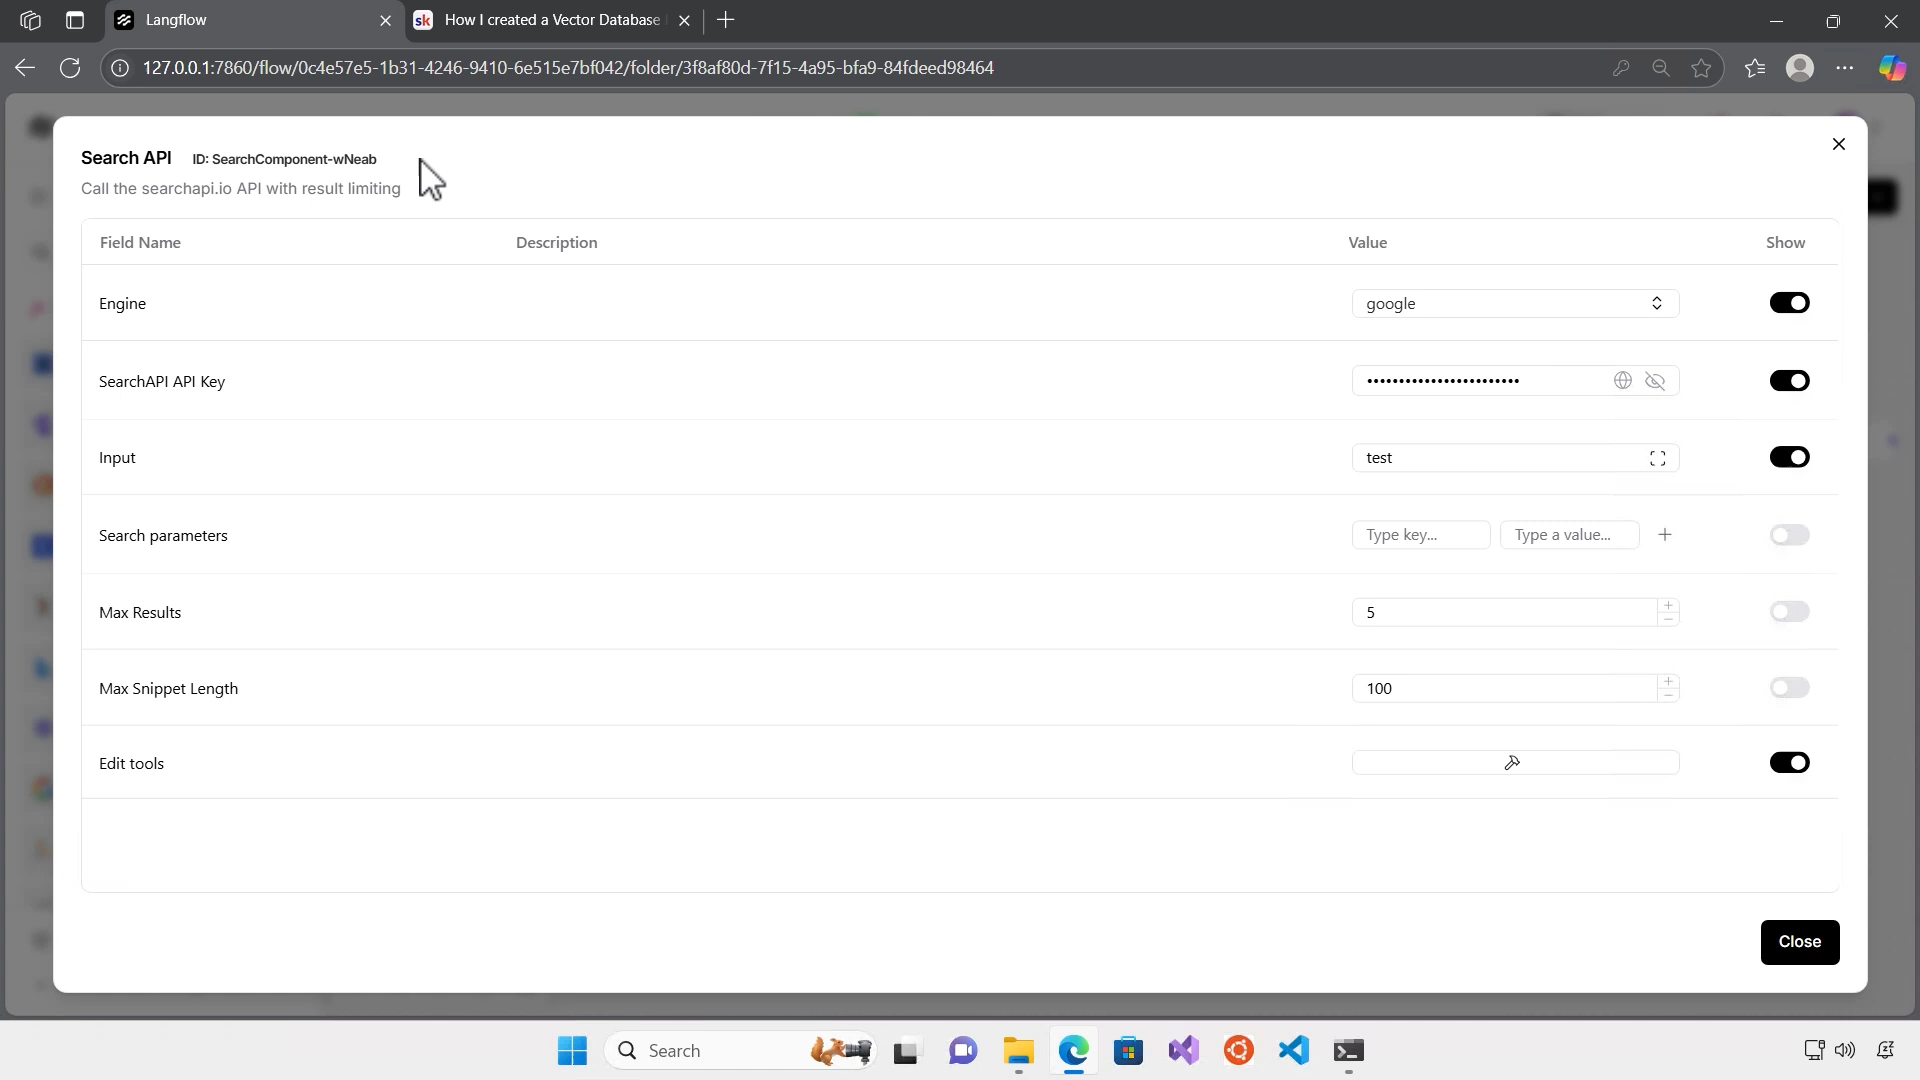 Langflow
How I created a Vector Database
127.0.0.1:7860/flow/0c4e57e5-1b31-4246-9410-6e515e7bf042/folder/3f8af80d-7f15-4a95-bfa9-84fdeed98464
Search API ID: SearchComponent-wNeab
Call the searchapi.io API with result limiting
Field Name Description Value Show
Engine google
SearchAPI API Key ••••••••••••••••••••••••
Input test
Search parameters Type key... Type a value...
Max Results 5
Max Snippet Length 100
Edit tools
Close
Search